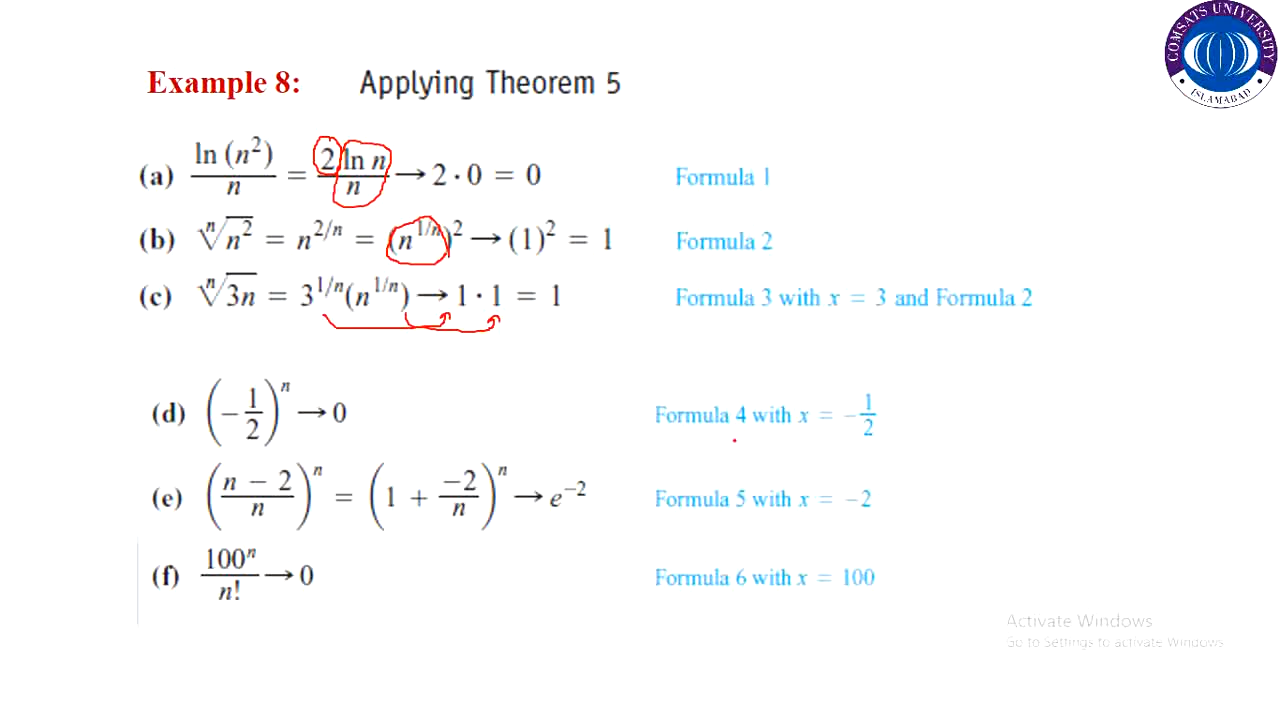 COMSATS UNIVERSITY
ISLAMABAD
Example 8: Applying Theorem 5
(a) ln (n²)/n = 2 ln n/n → 2 · 0 = 0 Formula 1
(b) ⁿ√n² = n^(2/n) = (n^(1/n))² → (1)² = 1 Formula 2
(c) ⁿ√3n = 3^(1/n)(n^(1/n)) → 1 · 1 = 1 Formula 3 with x = 3 and Formula 2
(d) (−1/2)ⁿ → 0 Formula 4 with x = −1/2
(e) ((n − 2)/n)ⁿ = (1 + −2/n)ⁿ → e⁻² Formula 5 with x = −2
(f) 100ⁿ/n! → 0 Formula 6 with x = 100
Activate Windows
Go to Settings to activate Windows.